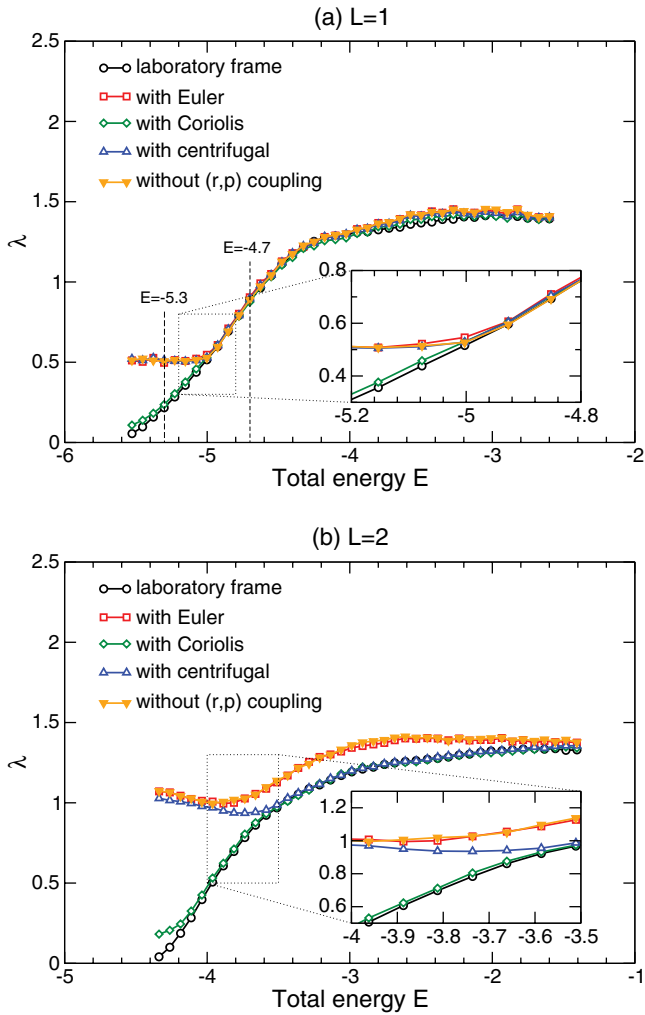 (a) L=1
2.5
2
1.5
1
0.5
0
λ
laboratory frame
with Euler
with Coriolis
with centrifugal
without (r,p) coupling
E=-5.3
E=-4.7
0.8
0.6
0.4
-5.2
-5
-4.8
-6
-5
-4
-3
-2
Total energy E
(b) L=2
2.5
2
1.5
1
0.5
0
λ
laboratory frame
with Euler
with Coriolis
with centrifugal
without (r,p) coupling
1.2
1
0.8
0.6
-4
-3.9
-3.8
-3.7
-3.6
-3.5
-5
-4
-3
-2
-1
Total energy E